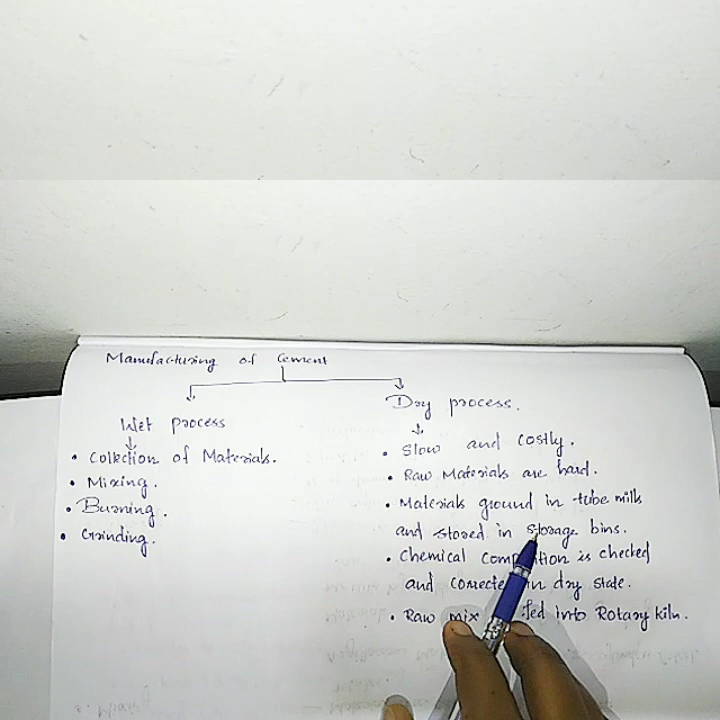 Manufacturing of Cement
Wet process
• Collection of Materials.
• Mixing.
• Burning.
• Grinding.
Dry process.
• Slow and costly.
• Raw Materials are hard.
• Materials ground in tube mills
and stored in storage bins.
• Chemical is checked
and in dry state.
• Raw mix fed into Rotary kiln.